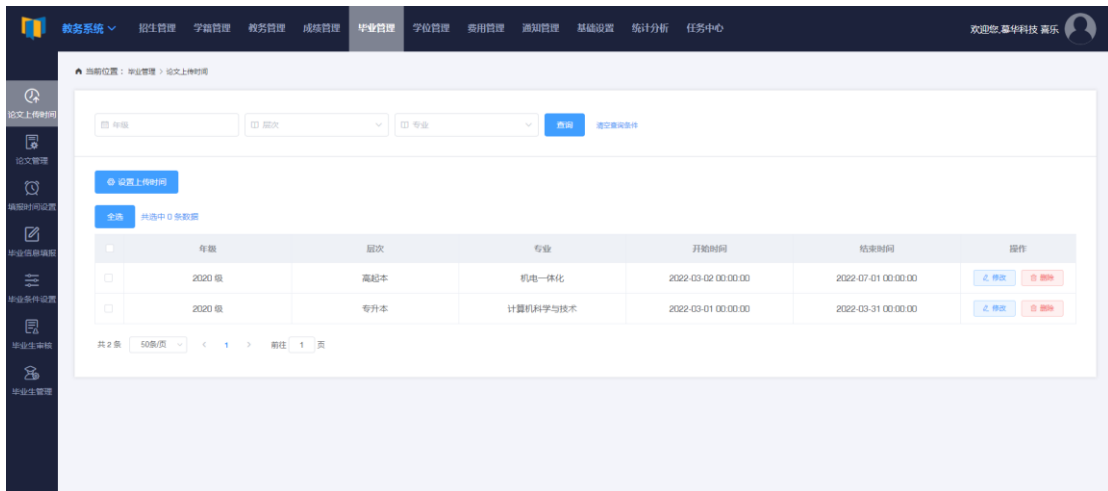 教务系统 招生管理 学籍管理 教务管理 成绩管理 毕业管理 学位管理 费用管理 通知管理 基础设置 统计分析 任务中心 欢迎您,慕华科技 喜乐
当前位置： 毕业管理 > 论文上传时间
论文上传时间
论文管理
填报时间设置
毕业信息填报
毕业条件设置
毕业生审核
毕业生管理
年级 层次 专业 查询 清空查询条件
设置上传时间
全选 共选中 0 条数据
年级 层次 专业 开始时间 结束时间 操作
2020 级 高起本 机电一体化 2022-03-02 00:00:00 2022-07-01 00:00:00 修改 删除
2020 级 专升本 计算机科学与技术 2022-03-01 00:00:00 2022-03-31 00:00:00 修改 删除
共 2 条 50条/页 < 1 > 前往 1 页